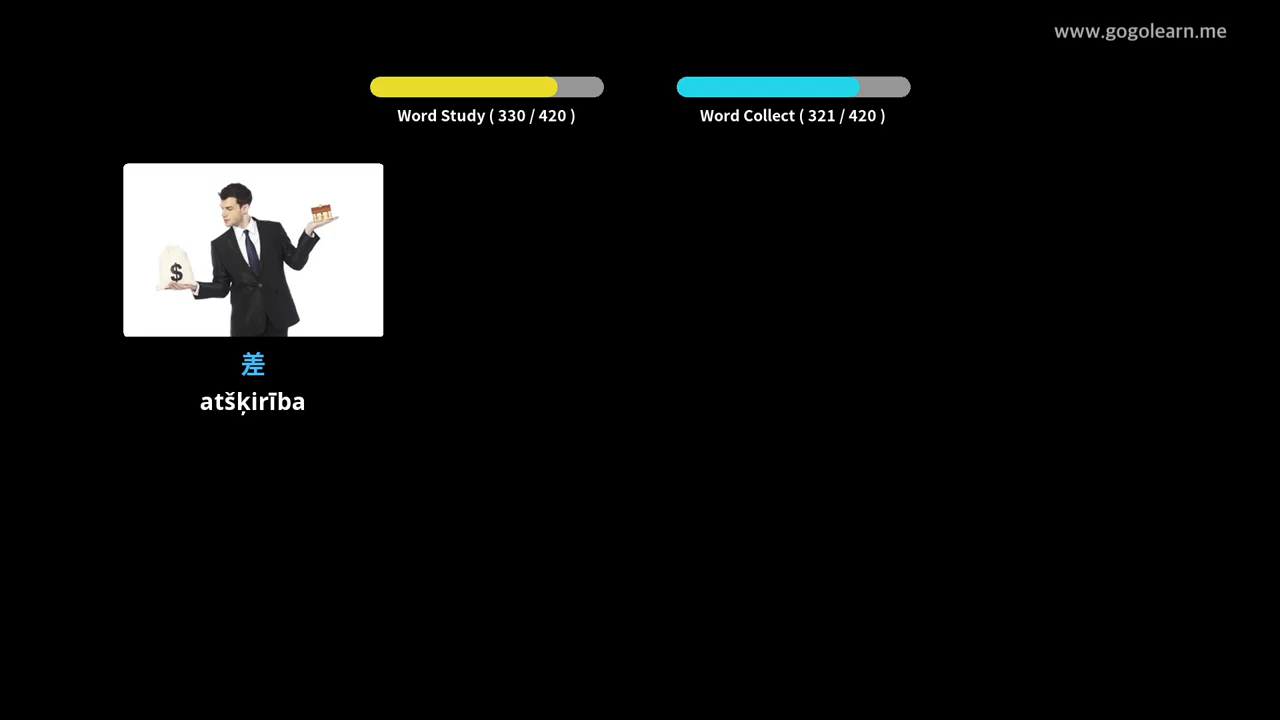 www.gogolearn.me
Word Study ( 330 / 420 )
Word Collect ( 321 / 420 )
$
差
atšķirība